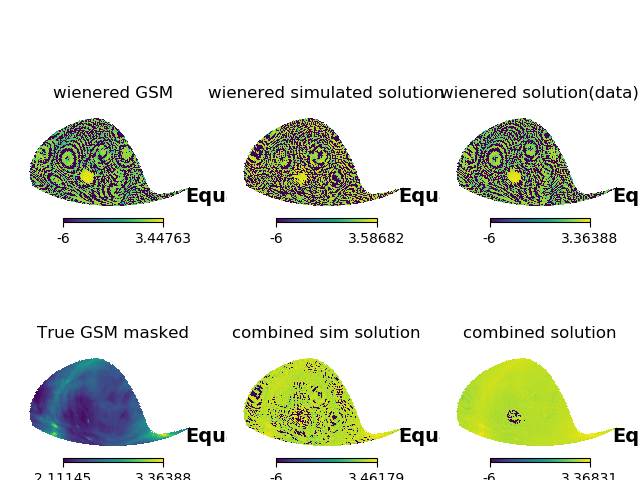 wienered GSM
wienered simulated solution
wienered solution(data)
Equ
Equ
Eq
-6 3.44763
-6 3.58682
-6 3.36388
True GSM masked
combined sim solution
combined solution
Equ
Equ
Eq
2.11145 3.36388
-6 3.46179
-6 3.36831